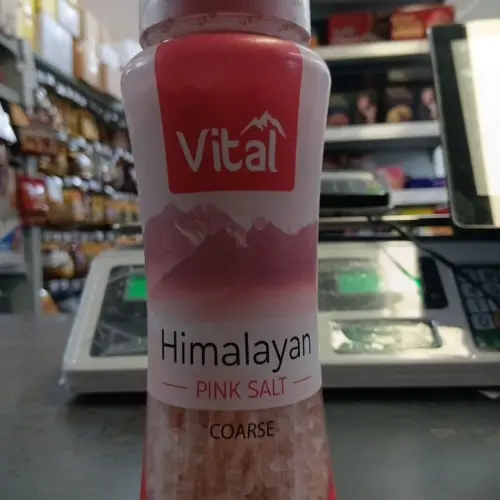 Vital
Himalayan
PINK SALT
COARSE